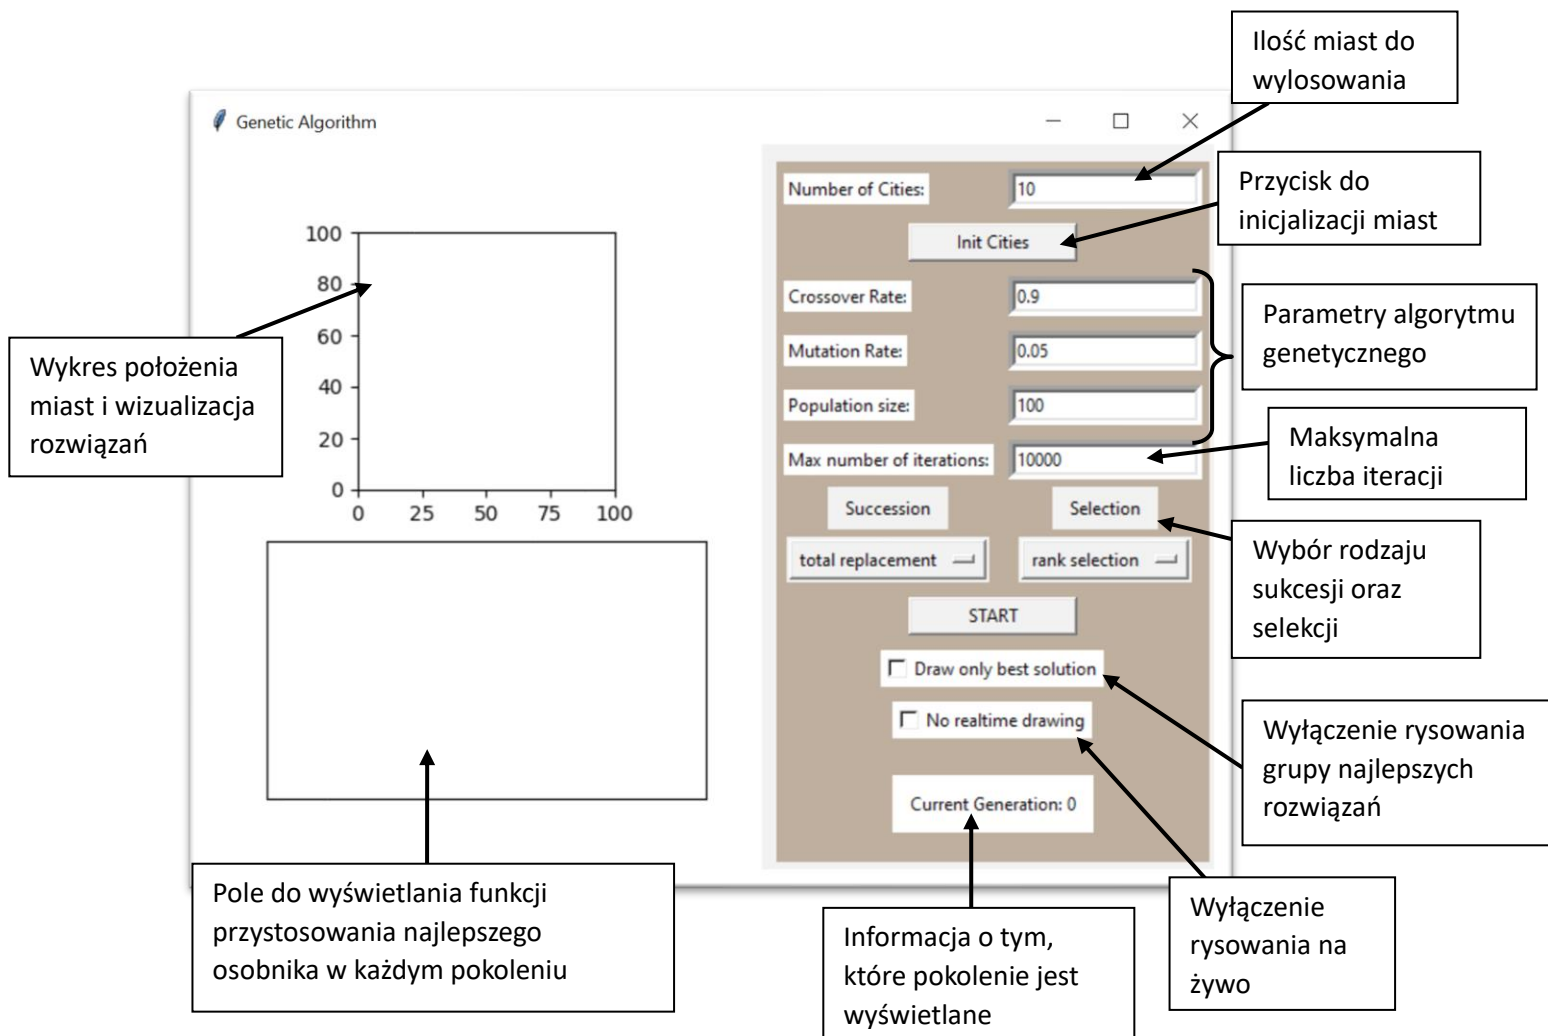 Ilość miast do
wylosowania
Genetic Algorithm
Number of Cities:
10
Przycisk do
inicjalizacji miast
Init Cities
100
80
60
40
20
0
0 25 50 75 100
Wykres położenia
miast i wizualizacja
rozwiązań
Crossover Rate:
0.9
Mutation Rate:
0.05
Population size:
100
Parametry algorytmu
genetycznego
Max number of iterations:
10000
Maksymalna
liczba iteracji
Succession
Selection
total replacement
rank selection
Wybór rodzaju
sukcesji oraz
selekcji
START
Draw only best solution
No realtime drawing
Wyłączenie rysowania
grupy najlepszych
rozwiązań
Current Generation: 0
Pole do wyświetlania funkcji
przystosowania najlepszego
osobnika w każdym pokoleniu
Informacja o tym,
które pokolenie jest
wyświetlane
Wyłączenie
rysowania na
żywo